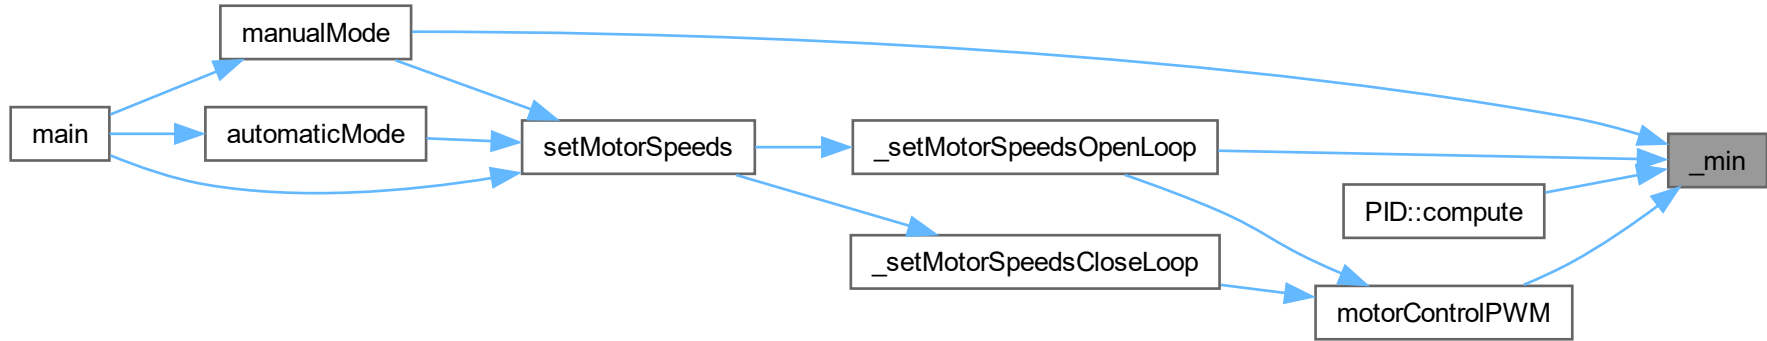 manualMode
main
automaticMode
setMotorSpeeds
_setMotorSpeedsOpenLoop
_min
PID::compute
_setMotorSpeedsCloseLoop
motorControlPWM